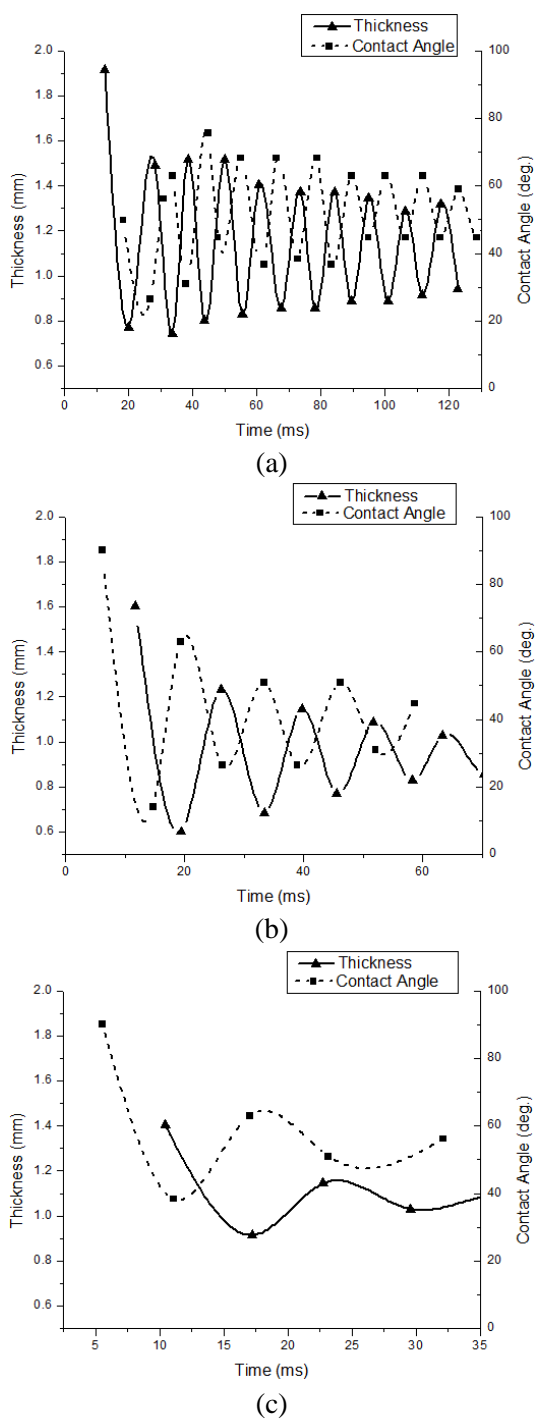 Thickness
Contact Angle
Thickness (mm)
2.0
1.8
1.6
1.4
1.2
1.0
0.8
0.6
100
80
60
40
20
0
Contact Angle (deg.)
0 20 40 60 80 100 120
Time (ms)
(a)
Thickness
Contact Angle
Thickness (mm)
2.0
1.8
1.6
1.4
1.2
1.0
0.8
0.6
100
80
60
40
20
0
Contact Angle (deg.)
0 20 40 60
Time (ms)
(b)
Thickness
Contact Angle
Thickness (mm)
2.0
1.8
1.6
1.4
1.2
1.0
0.8
0.6
100
80
60
40
20
0
Contact Angle (deg.)
5 10 15 20 25 30 35
Time (ms)
(c)